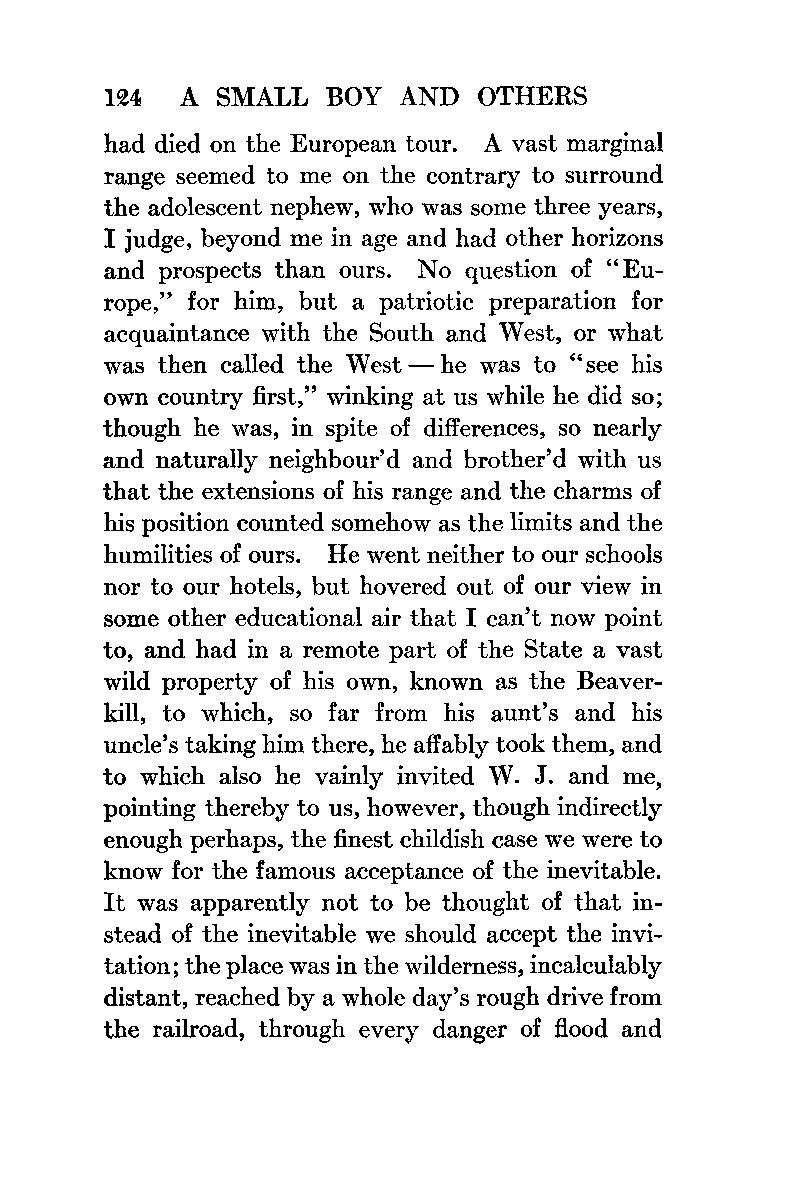 124 A SMALL BOY AND OTHERS
had died on the European tour. A vast marginal
range seemed to me on the contrary to surround
the adolescent nephew, who was some three years,
I judge, beyond me in age and had other horizons
and prospects than ours. No question of “Eu-
rope,” for him, but a patriotic preparation for
acquaintance with the South and West, or what
was then called the West — he was to “see his
own country first,” winking at us while he did so;
though he was, in spite of differences, so nearly
and naturally neighbour’d and brother’d with us
that the extensions of his range and the charms of
his position counted somehow as the limits and the
humilities of ours. He went neither to our schools
nor to our hotels, but hovered out of our view in
some other educational air that I can’t now point
to, and had in a remote part of the State a vast
wild property of his own, known as the Beaver-
kill, to which, so far from his aunt’s and his
uncle’s taking him there, he affably took them, and
to which also he vainly invited W. J. and me,
pointing thereby to us, however, though indirectly
enough perhaps, the finest childish case we were to
know for the famous acceptance of the inevitable.
It was apparently not to be thought of that in-
stead of the inevitable we should accept the invi-
tation; the place was in the wilderness, incalculably
distant, reached by a whole day’s rough drive from
the railroad, through every danger of flood and